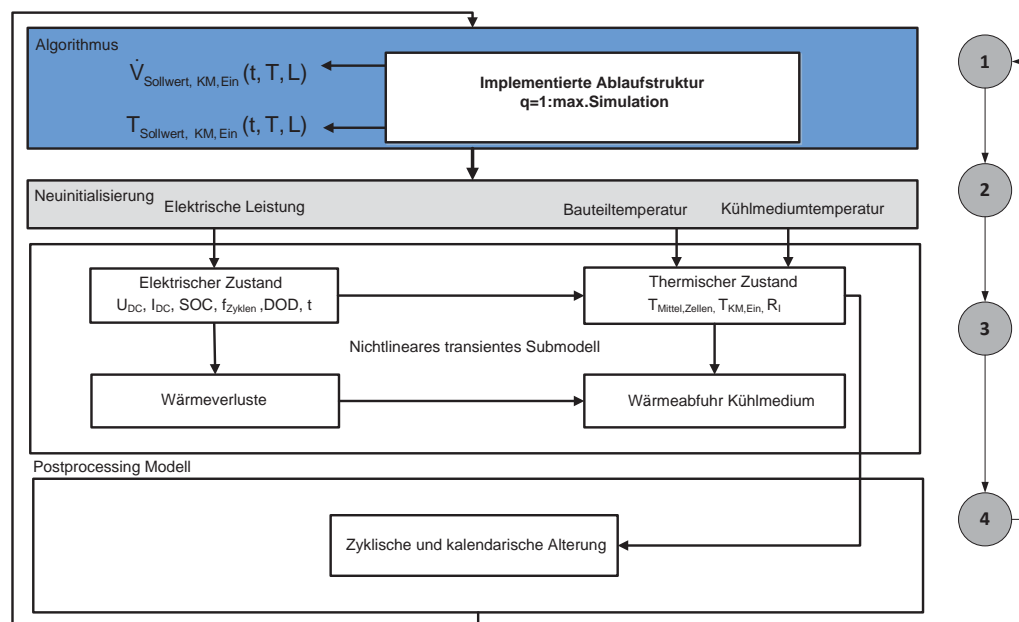 Algorithmus
V̇Sollwert, KM,Ein (t, T, L)
TSollwert, KM,Ein (t, T, L)
Implementierte Ablaufstruktur
q=1:max.Simulation
1
Neuinitialisierung
Elektrische Leistung
Bauteiltemperatur
Kühlmediumtemperatur
2
Elektrischer Zustand
UDC, IDC, SOC, fZyklen ,DOD, t
Thermischer Zustand
TMittel,Zellen, TKM,Ein, RI
Nichtlineares transientes Submodell
3
Wärmeverluste
Wärmeabfuhr Kühlmedium
Postprocessing Modell
Zyklische und kalendarische Alterung
4